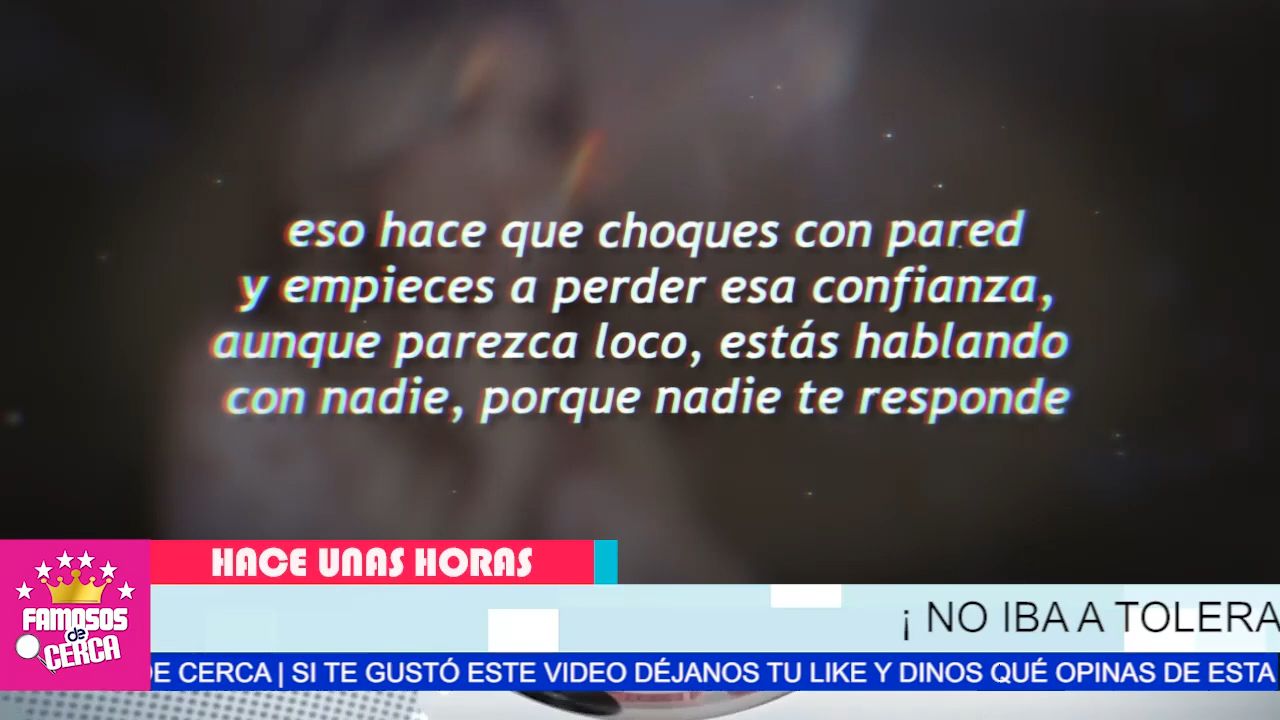 eso hace que choques con pared
y empieces a perder esa confianza,
aunque parezca loco, estás hablando
con nadie, porque nadie te responde
HACE UNAS HORAS
FAMOSOS
de
CERCA
¡ NO IBA A TOLERA
DE CERCA | SI TE GUSTÓ ESTE VIDEO DÉJANOS TU LIKE Y DINOS QUÉ OPINAS DE ESTA